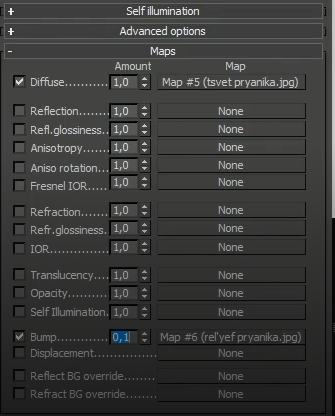 + Self illumination
+ Advanced options
- Maps
Amount Map
Diffuse........... 1,0 Map #5 (tsvet pryanika.jpg)
Reflection........ 1,0 None
Refl.glossiness... 1,0 None
Anisotropy........ 1,0 None
Aniso rotation.... 1,0 None
Fresnel IOR....... 1,0 None
Refraction........ 1,0 None
Refr.glossiness... 1,0 None
IOR............... 1,0 None
Translucency...... 1,0 None
Opacity........... 1,0 None
Self Illumination. 1,0 None
Bump.............. 0,1 Map #6 (rel'yef pryanika.jpg)
Displacement................. None
Reflect BG override.......... None
Refract BG override.......... None